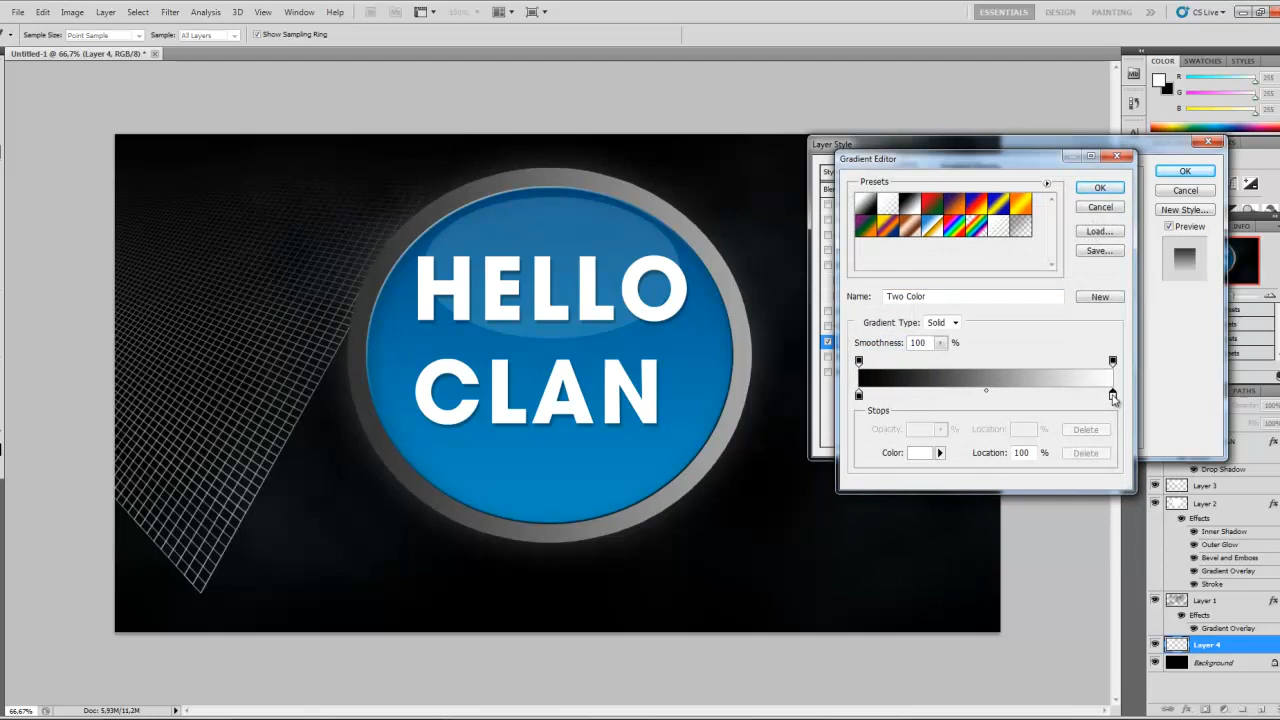 File Edit Image Layer Select Filter Analysis 3D View Window Help
ESSENTIALS DESIGN PAINTING CS Live
Sample Size: Point Sample Sample: All Layers Show Sampling Ring
Untitled-1 @ 66,7% (Layer 4, RGB/8) *
COLOR SWATCHES STYLES
R 255
G 255
B 255
Layer Style
Gradient Editor
Presets
OK
Cancel
Load...
Save...
Name: Two Color
New
Gradient Type: Solid
Smoothness: 100 %
Stops
Opacity: % Location: % Delete
Color: Location: 100 % Delete
OK
Cancel
New Style...
Preview
INFO
PATHS
HELLO
CLAN
Drop Shadow
Layer 3
Layer 2
Effects
Inner Shadow
Outer Glow
Bevel and Emboss
Gradient Overlay
Stroke
Layer 1
Effects
Gradient Overlay
Layer 4
Background
66,67% Doc: 5,93M/11,2M